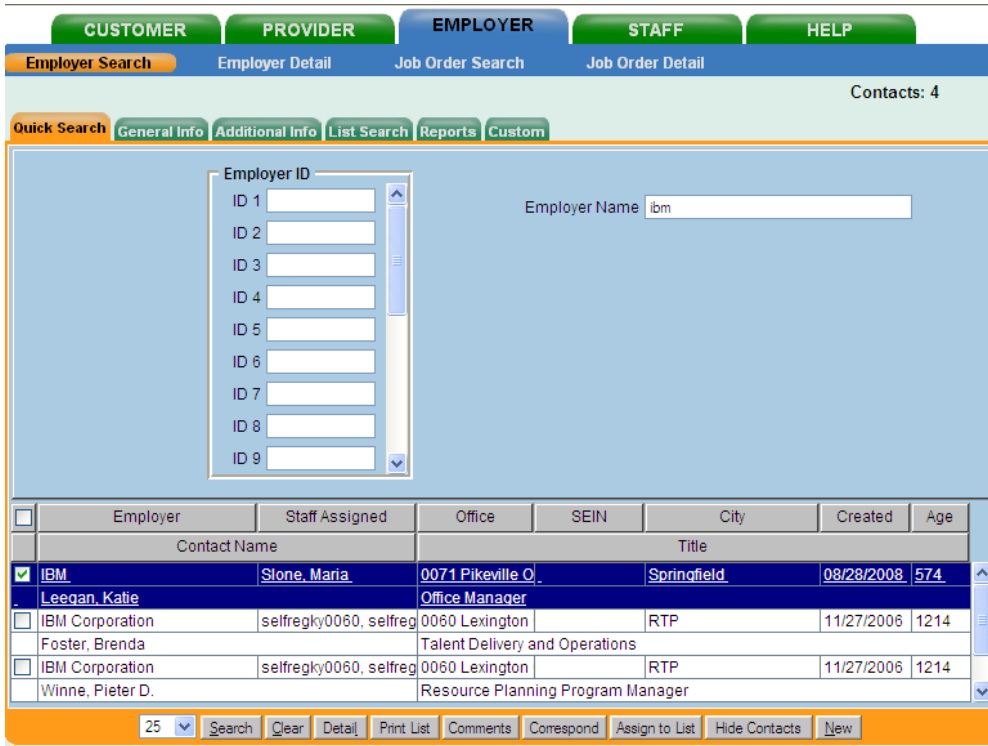 CUSTOMER PROVIDER EMPLOYER STAFF HELP
Employer Search Employer Detail Job Order Search Job Order Detail
Contacts: 4
Quick Search General Info Additional Info List Search Reports Custom
Employer ID
ID 1
Employer Name ibm
ID 2
ID 3
ID 4
ID 5
ID 6
ID 7
ID 8
ID 9
Employer Staff Assigned Office SEIN City Created Age
Contact Name Title
IBM Slone, Maria 0071 Pikeville O Springfield 08/28/2008 574
Leegan, Katie Office Manager
IBM Corporation selfregky0060, selfreg 0060 Lexington RTP 11/27/2006 1214
Foster, Brenda Talent Delivery and Operations
IBM Corporation selfregky0060, selfreg 0060 Lexington RTP 11/27/2006 1214
Winne, Pieter D. Resource Planning Program Manager
25 Search Clear Detail Print List Comments Correspond Assign to List Hide Contacts New